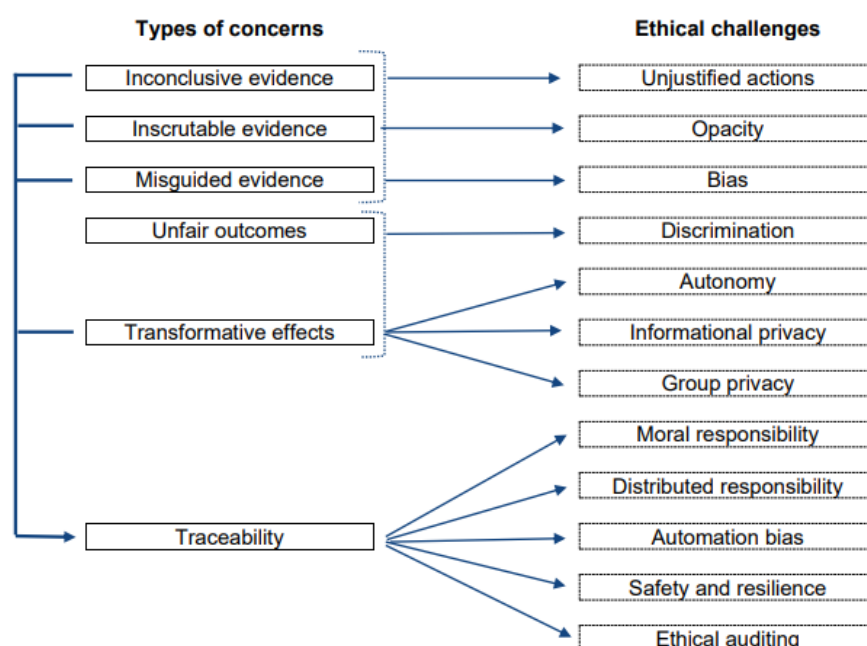 Types of concerns
Ethical challenges
Inconclusive evidence
Unjustified actions
Inscrutable evidence
Opacity
Misguided evidence
Bias
Unfair outcomes
Discrimination
Autonomy
Transformative effects
Informational privacy
Group privacy
Moral responsibility
Distributed responsibility
Traceability
Automation bias
Safety and resilience
Ethical auditing